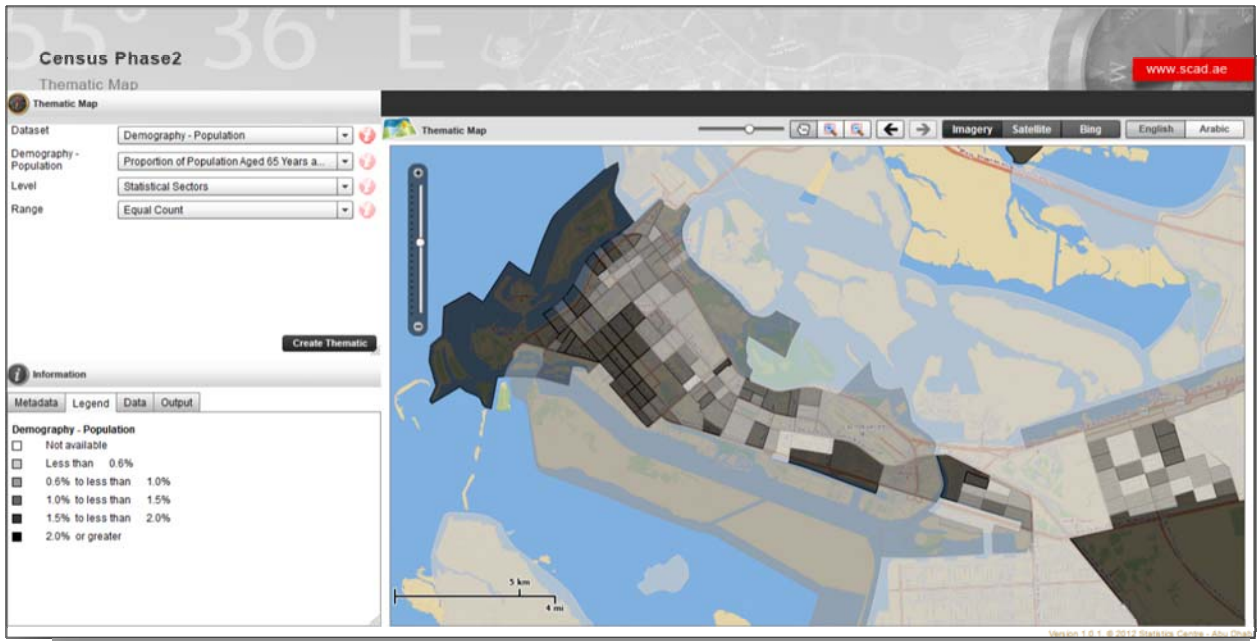 55° 36' E
Census Phase2
Thematic Map
www.scad.ae
Thematic Map
Dataset
Demography - Population
Demography - Population
Proportion of Population Aged 65 Years a...
Level
Statistical Sectors
Range
Equal Count
Create Thematic
Information
Metadata Legend Data Output
Demography - Population
Not available
Less than 0.6%
0.6% to less than 1.0%
1.0% to less than 1.5%
1.5% to less than 2.0%
2.0% or greater
Thematic Map
Imagery Satellite Bing English Arabic
5 km
4 mi
Version 1.0.1. © 2012 Statistics Centre - Abu Dhab